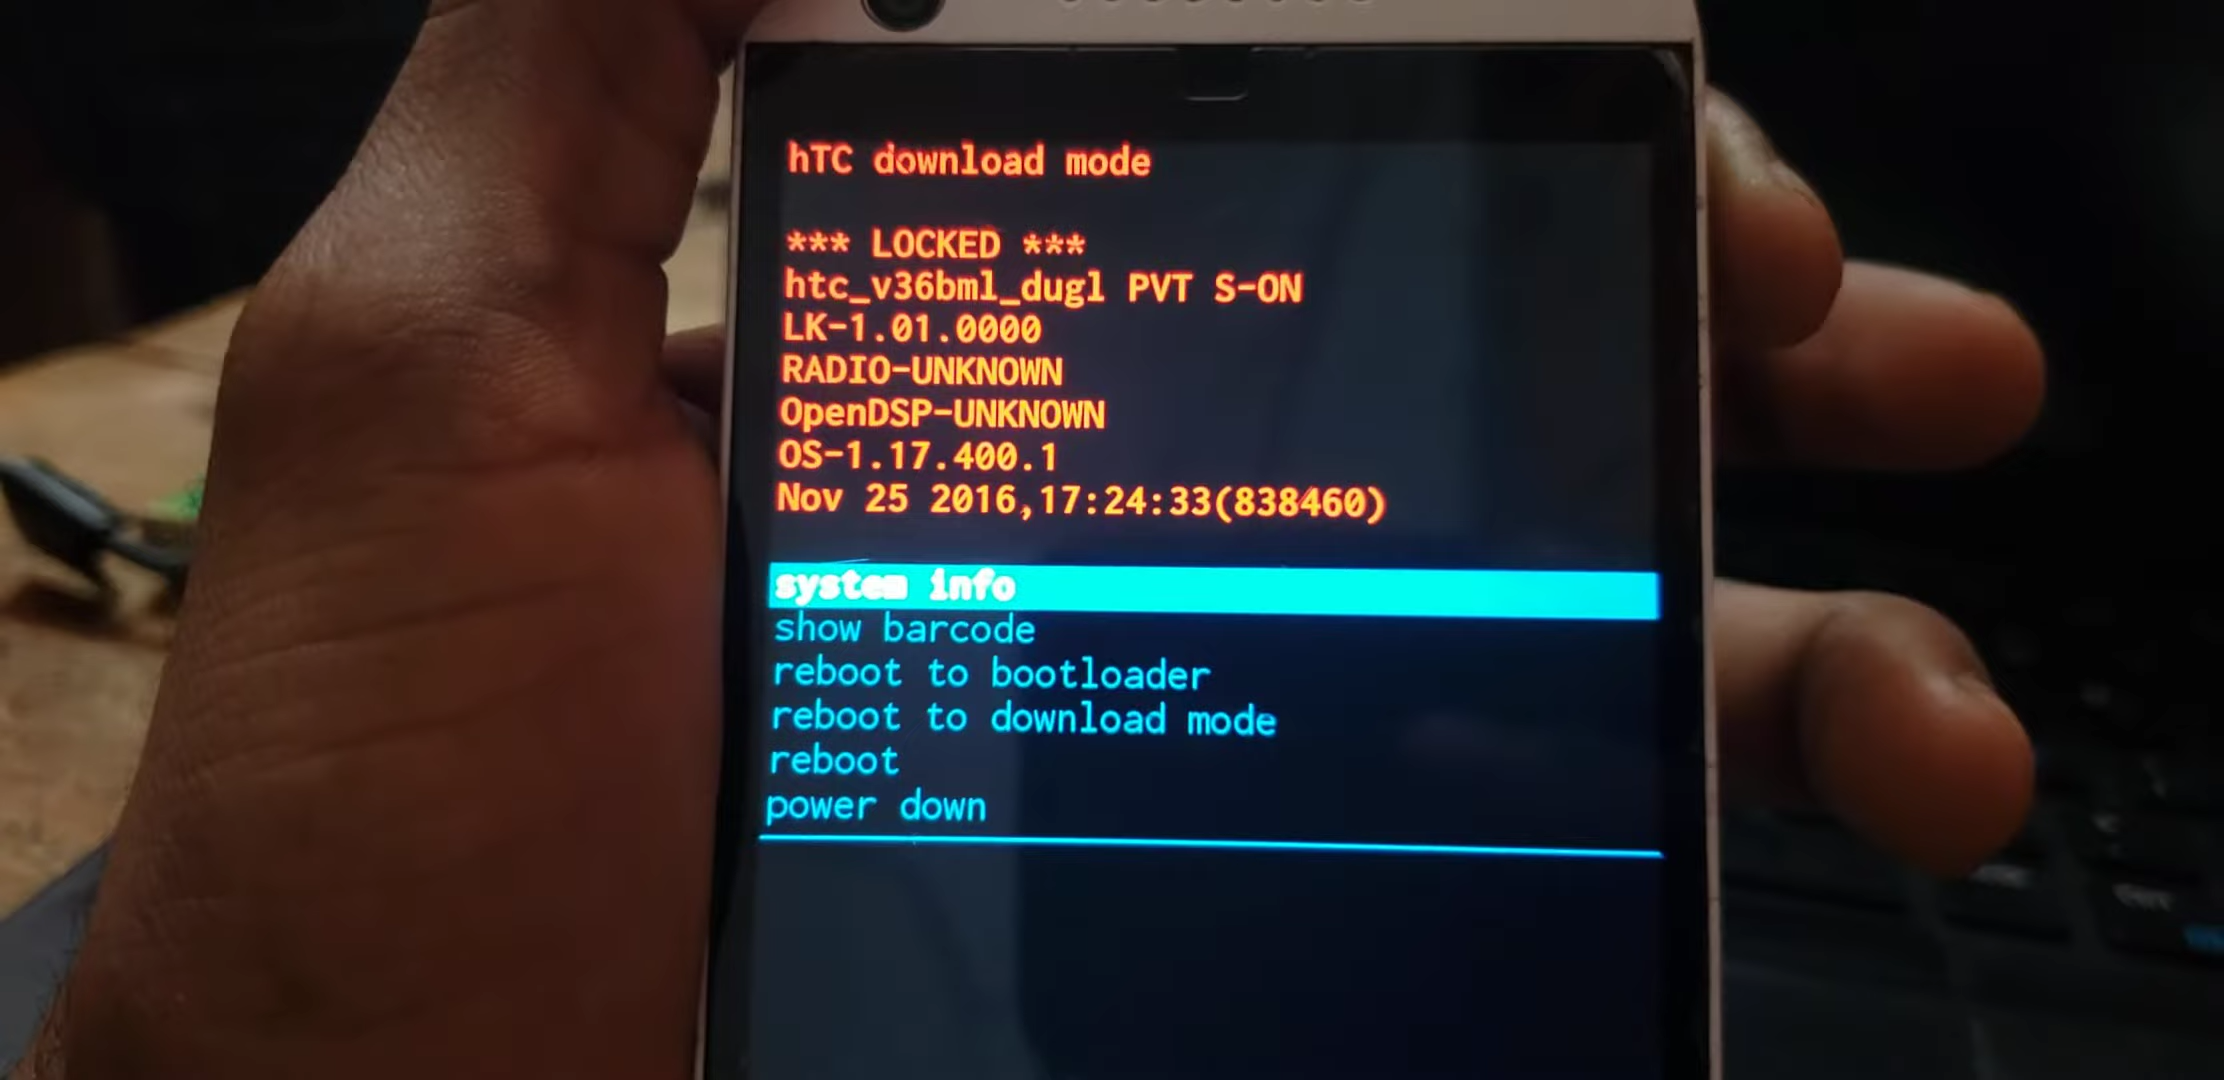 hTC download mode
*** LOCKED ***
htc_v36bml_dugl PVT S-ON
LK-1.01.0000
RADIO-UNKNOWN
OpenDSP-UNKNOWN
OS-1.17.400.1
Nov 25 2016,17:24:33(838460)
system info
show barcode
reboot to bootloader
reboot to download mode
reboot
power down